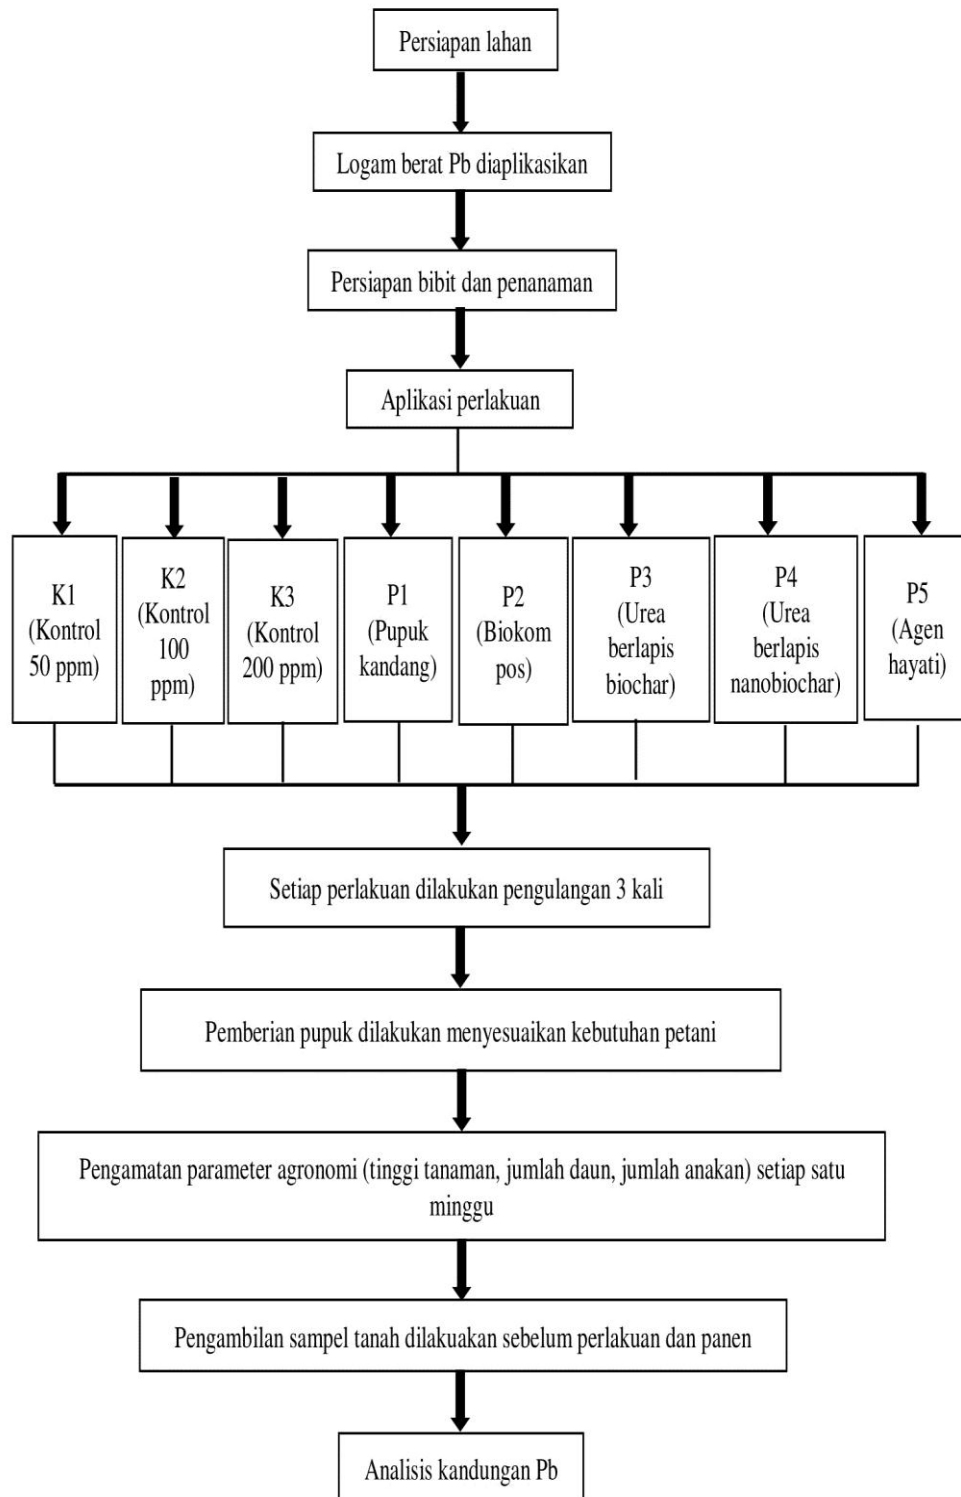 Persiapan lahan
Logam berat Pb diaplikasikan
Persiapan bibit dan penanaman
Aplikasi perlakuan
K1
(Kontrol
50 ppm)
K2
(Kontrol
100
ppm)
K3
(Kontrol
200 ppm)
P1
(Pupuk
kandang)
P2
(Biokom
pos)
P3
(Urea
berlapis
biochar)
P4
(Urea
berlapis
nanobiochar)
P5
(Agen
hayati)
Setiap perlakuan dilakukan pengulangan 3 kali
Pemberian pupuk dilakukan menyesuaikan kebutuhan petani
Pengamatan parameter agronomi (tinggi tanaman, jumlah daun, jumlah anakan) setiap satu
minggu
Pengambilan sampel tanah dilakuakan sebelum perlakuan dan panen
Analisis kandungan Pb